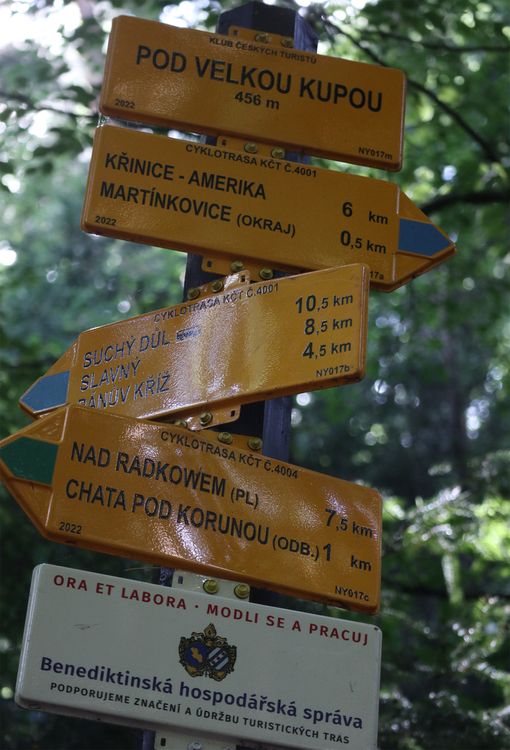 KLUB ČESKÝCH TURISTŮ
POD VELKOU KUPOU
456 m
2022
NY017m
CYKLOTRASA KČT Č.4001
KŘINICE - AMERIKA 6 km
MARTÍNKOVICE (OKRAJ) 0,5 km
2022
17a
CYKLOTRASA KČT Č.4001
SUCHÝ DŮL 10,5 km
SLAVNÝ 8,5 km
PÁNŮV KŘÍŽ 4,5 km
NY017b
CYKLOTRASA KČT Č.4004
NAD RADKOWEM (PL) 7,5 km
CHATA POD KORUNOU (ODB.) 1 km
2022
NY017c
ORA ET LABORA · MODLI SE A PRACUJ
Benediktinská hospodářská správa
PODPORUJEME ZNAČENÍ A ÚDRŽBU TURISTICKÝCH TRAS